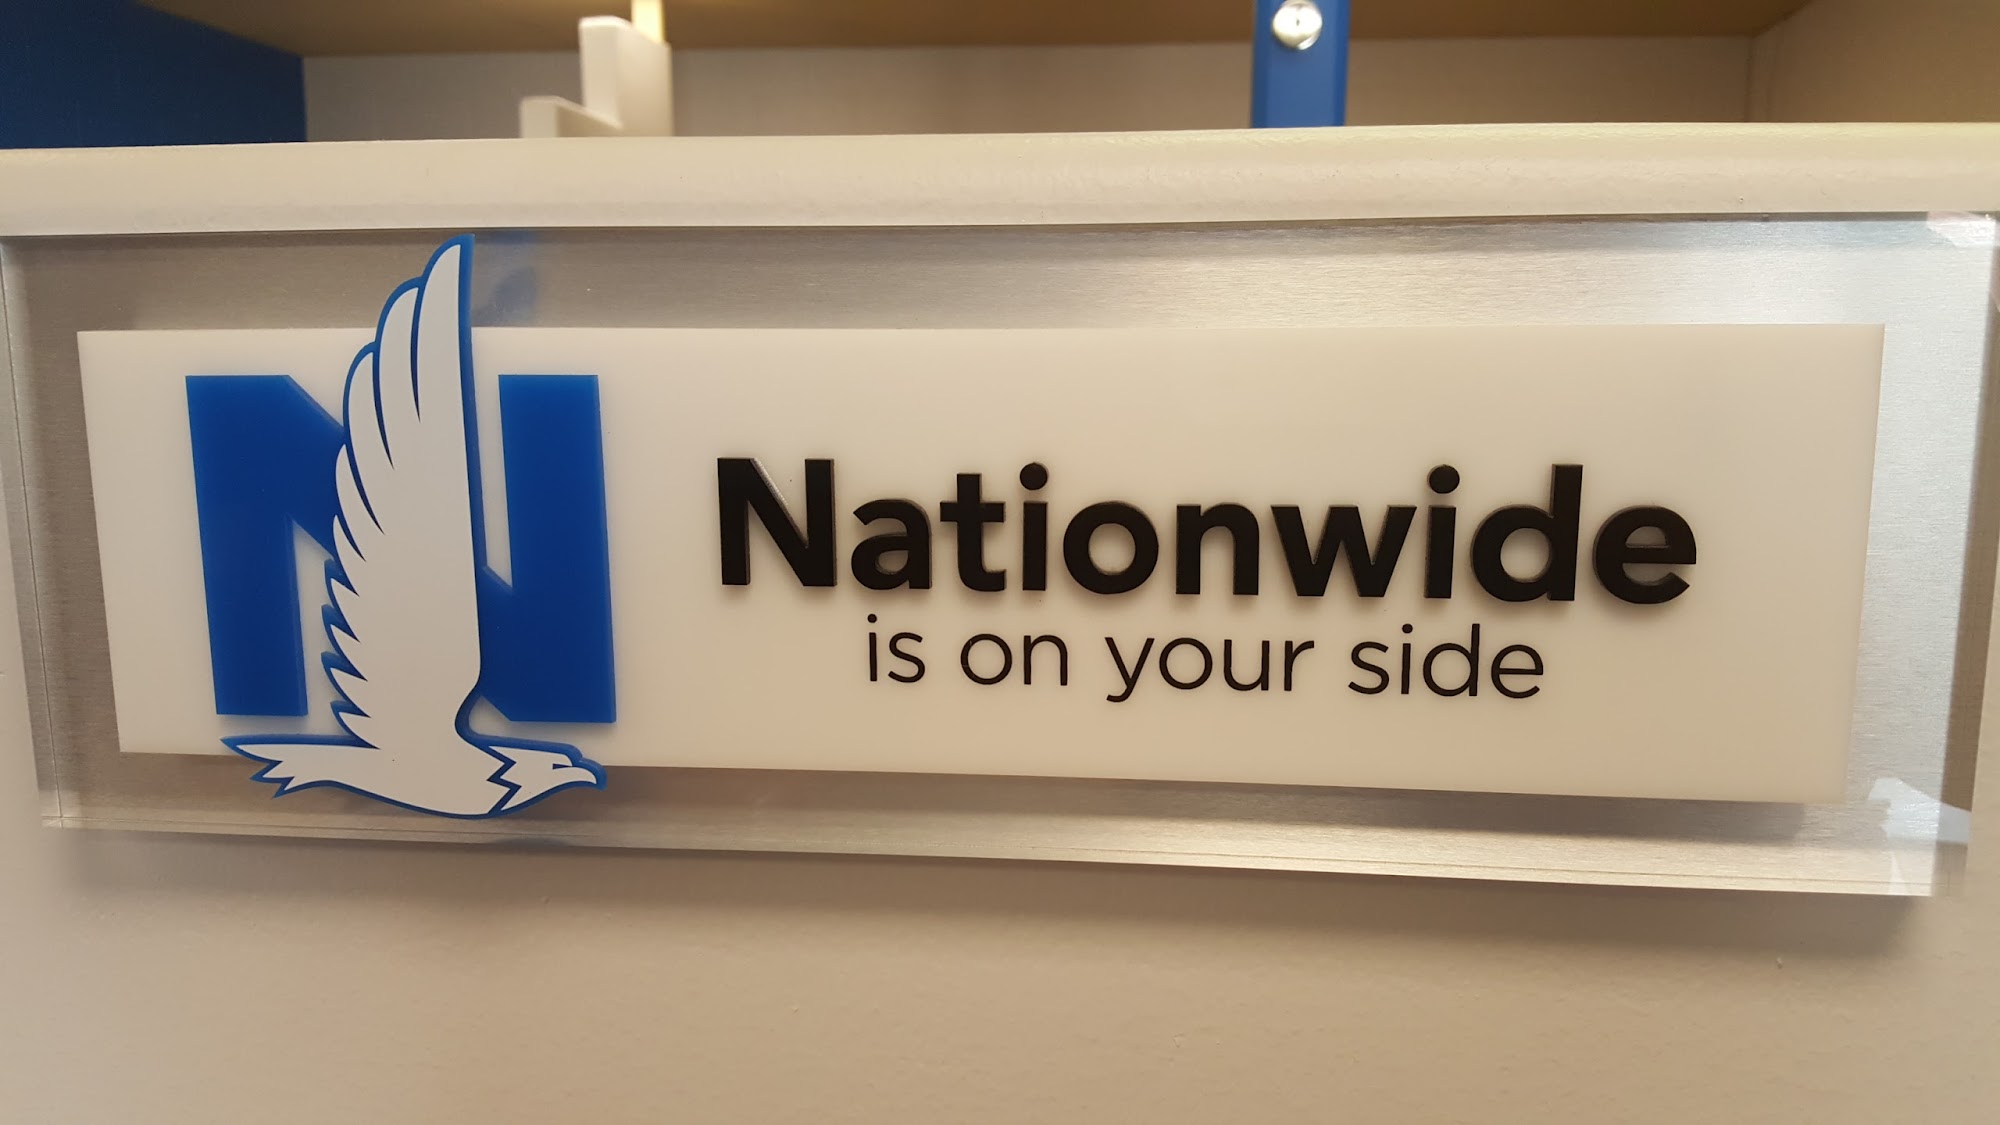 N
Nationwide
is on your side